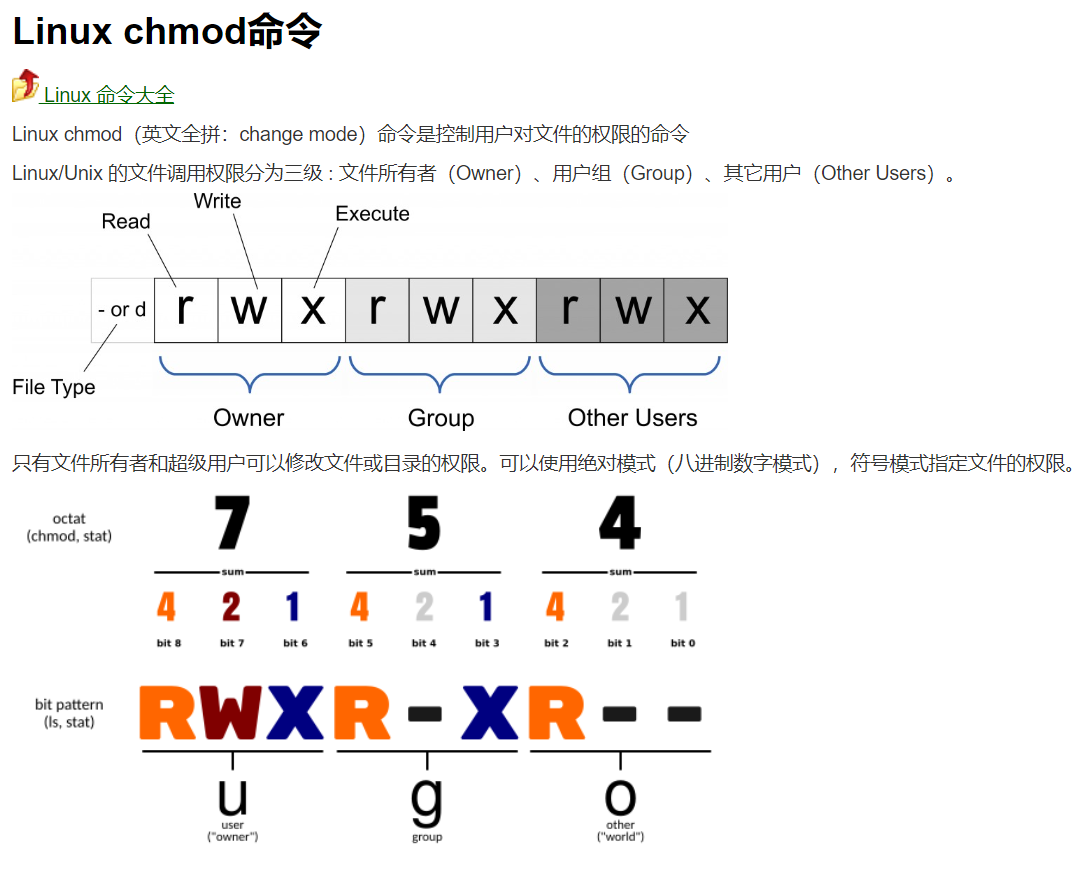 Linux chmod命令
Linux 命令大全
Linux chmod（英文全拼：change mode）命令是控制用户对文件的权限的命令
Linux/Unix 的文件调用权限分为三级 : 文件所有者（Owner）、用户组（Group）、其它用户（Other Users）。
Write
Read
Execute
- or d r w x r w x r w x
File Type
Owner Group Other Users
只有文件所有者和超级用户可以修改文件或目录的权限。可以使用绝对模式（八进制数字模式），符号模式指定文件的权限。
octat
(chmod, stat)
7 5 4
sum sum sum
4 2 1 4 2 1 4 2 1
bit 8 bit 7 bit 6 bit 5 bit 4 bit 3 bit 2 bit 1 bit 0
bit pattern
(ls, stat)
RWXR-XR--
u g o
user group other
("owner") ("world")